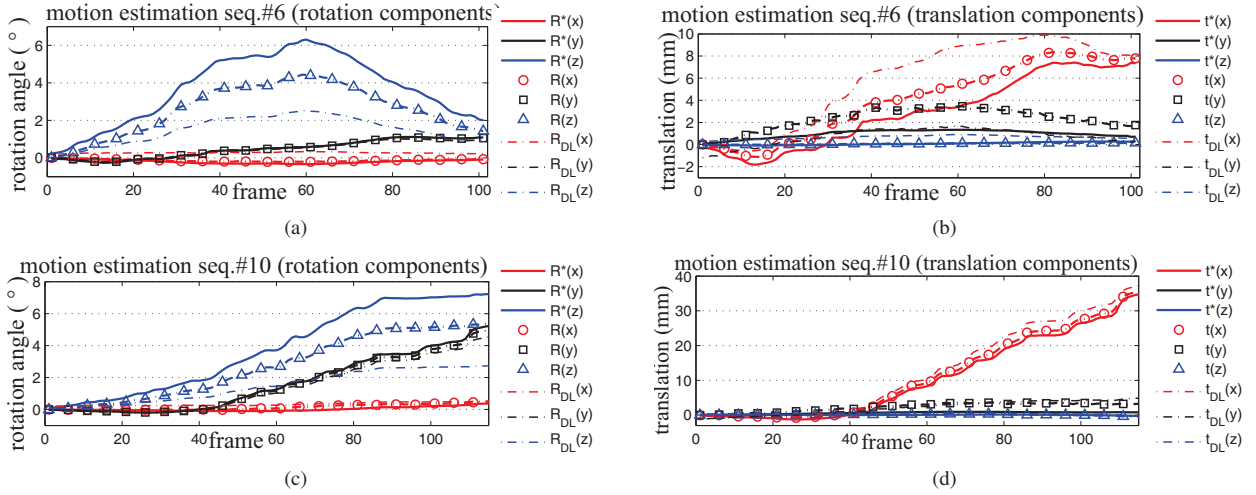 motion estimation seq.#6 (rotation components)
rotation angle ( ° )
6
4
2
0
0 20 40 60 80 100
frame
R*(x)
R*(y)
R*(z)
R(x)
R(y)
R(z)
R_DL(x)
R_DL(y)
R_DL(z)
(a)
motion estimation seq.#6 (translation components)
translation (mm)
10
8
6
4
2
0
−2
0 20 40 60 80 100
frame
t*(x)
t*(y)
t*(z)
t(x)
t(y)
t(z)
t_DL(x)
t_DL(y)
t_DL(z)
(b)
motion estimation seq.#10 (rotation components)
rotation angle ( ° )
8
6
4
2
0
0 20 40 60 80 100
frame
R*(x)
R*(y)
R*(z)
R(x)
R(y)
R(z)
R_DL(x)
R_DL(y)
R_DL(z)
(c)
motion estimation seq.#10 (translation components)
translation (mm)
40
30
20
10
0
0 20 40 60 80 100
frame
t*(x)
t*(y)
t*(z)
t(x)
t(y)
t(z)
t_DL(x)
t_DL(y)
t_DL(z)
(d)